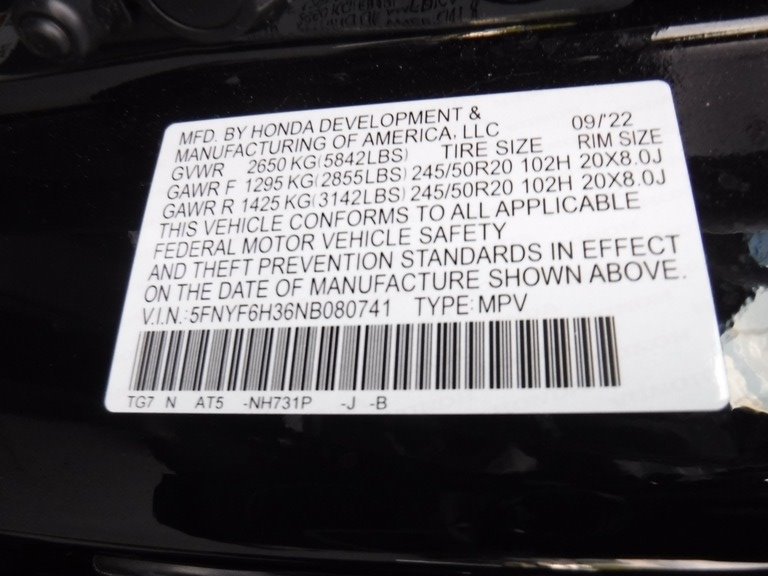 MFD. BY HONDA DEVELOPMENT & 09/'22
MANUFACTURING OF AMERICA, LLC
GVWR 2650 KG(5842LBS) TIRE SIZE RIM SIZE
GAWR F 1295 KG(2855LBS) 245/50R20 102H 20X8.0J
GAWR R 1425 KG(3142LBS) 245/50R20 102H 20X8.0J
THIS VEHICLE CONFORMS TO ALL APPLICABLE
FEDERAL MOTOR VEHICLE SAFETY
AND THEFT PREVENTION STANDARDS IN EFFECT
ON THE DATE OF MANUFACTURE SHOWN ABOVE.
V.I.N.: 5FNYF6H36NB080741 TYPE: MPV
TG7 N AT5 -NH731P -J -B